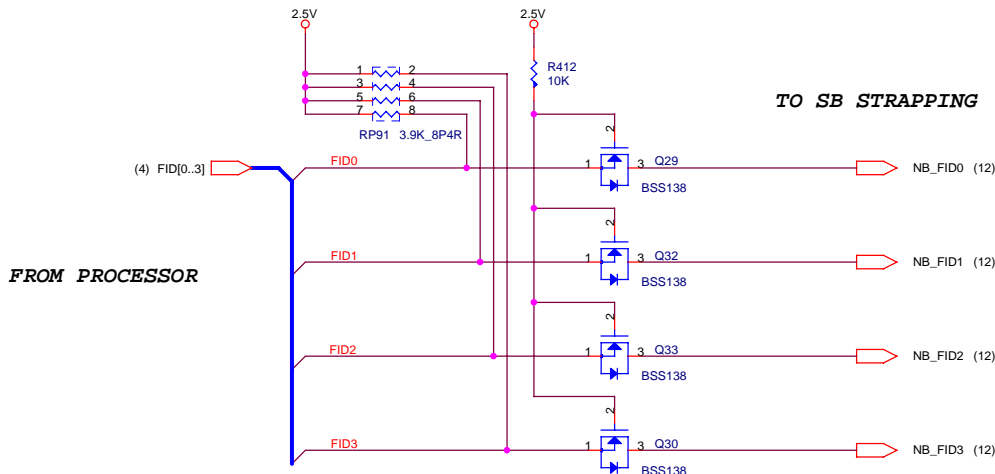 2.5V 2.5V
1 2
3 4
5 6
7 8
RP91 3.9K_8P4R
R412
10K
TO SB STRAPPING
(4) FID[0..3]
FID0
2
1 3 Q29
BSS138
NB_FID0 (12)
FROM PROCESSOR
FID1
2
1 3 Q32
BSS138
NB_FID1 (12)
FID2
2
1 3 Q33
BSS138
NB_FID2 (12)
FID3
2
1 3 Q30
BSS138
NB_FID3 (12)